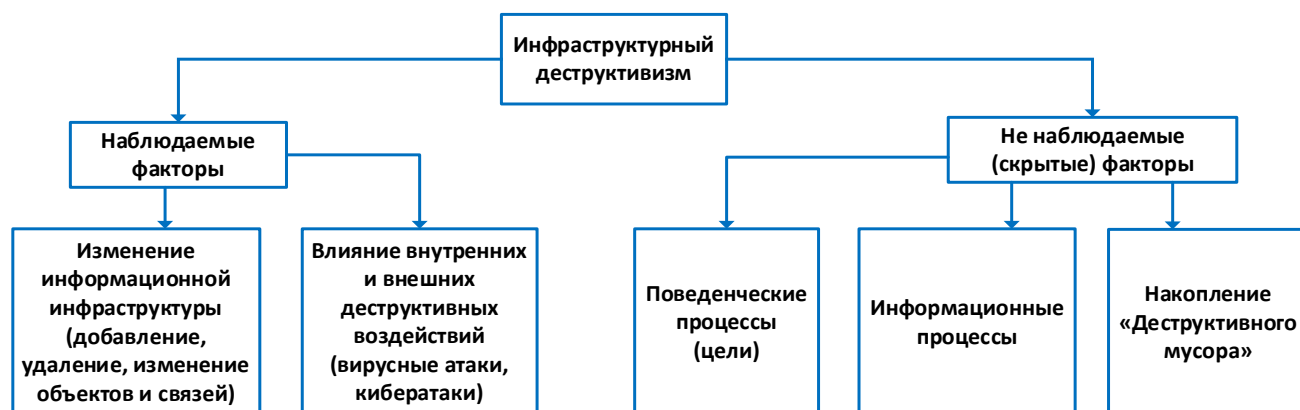 Инфраструктурный
деструктивизм
Наблюдаемые
факторы
Не наблюдаемые
(скрытые) факторы
Изменение
информационной
инфраструктуры
(добавление,
удаление, изменение
объектов и связей)
Влияние внутренних
и внешних
деструктивных
воздействий
(вирусные атаки,
кибератаки)
Поведенческие
процессы
(цели)
Информационные
процессы
Накопление
«Деструктивного
мусора»